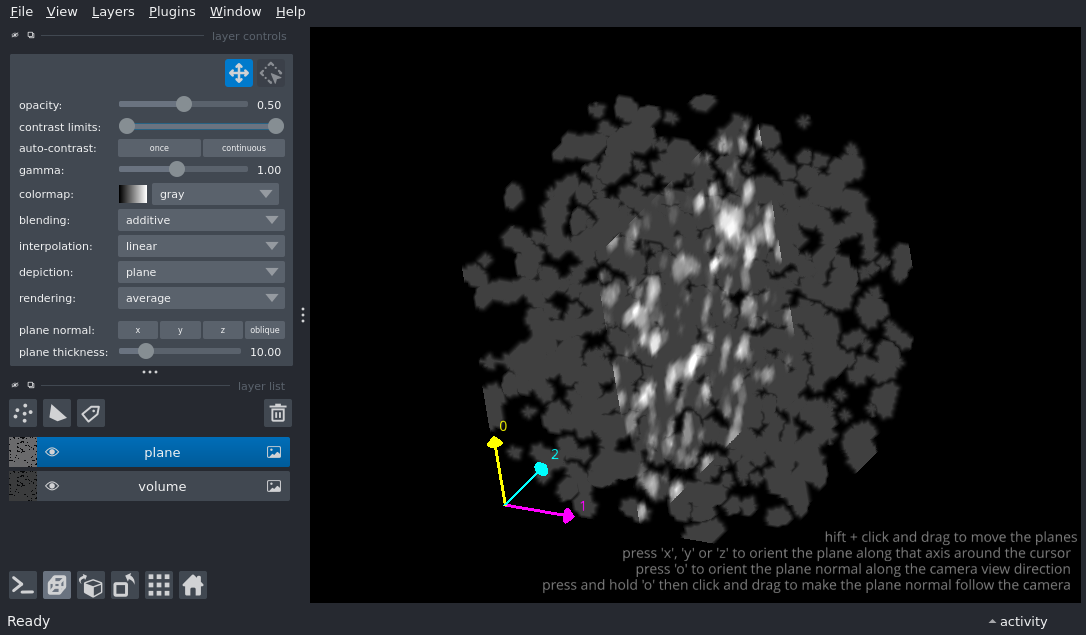 File View Layers Plugins Window Help
layer controls
opacity: 0.50
contrast limits:
auto-contrast: once continuous
gamma: 1.00
colormap: gray
blending: additive
interpolation: linear
depiction: plane
rendering: average
plane normal: x y z oblique
plane thickness: 10.00
layer list
plane
volume
0
2
1
hift + click and drag to move the planes
press 'x', 'y' or 'z' to orient the plane along that axis around the cursor
press 'o' to orient the plane normal along the camera view direction
press and hold 'o' then click and drag to make the plane normal follow the camera
Ready
activity